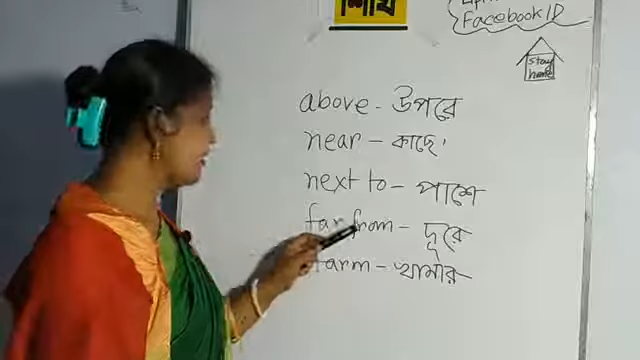 শিখি
Facebook ID
stay
home
above - উপরে
near - কাছে
next to - পাশে
far from - দূরে
farm - খামার